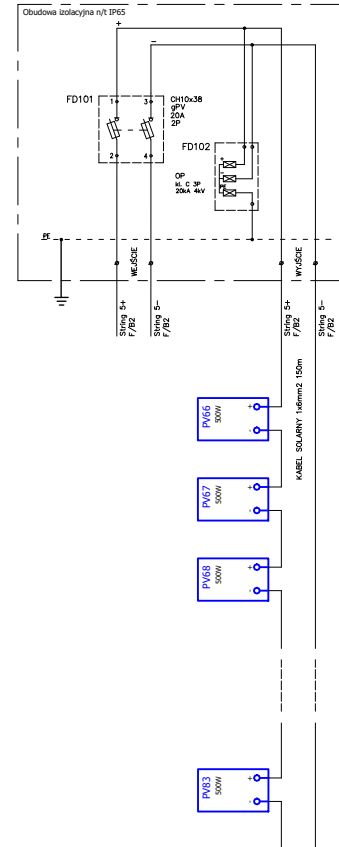 Obudowa izolacyjna n/t IP65
+
-
FD101
1
3
CH10x38
gPV
20A
2P
2
4
FD102
+
-
PE
OP
kl. C 3P
20kA 4kV
PE
WEJŚCIE
WYJŚCIE
String 5+
F/B2
String 5-
F/B2
String 5+
F/B2
String 5-
F/B2
KABEL SOLARNY 1x6mm2 150m
PV66
500W
+
-
PV67
500W
+
-
PV68
500W
+
-
PV83
500W
+
-